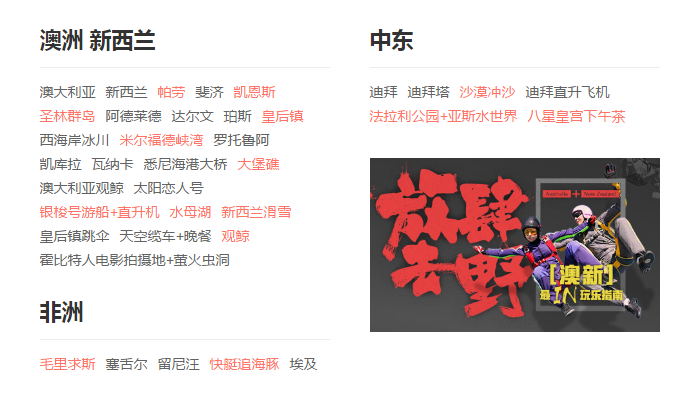 澳洲 新西兰
澳大利亚 新西兰 帕劳 斐济 凯恩斯
圣林群岛 阿德莱德 达尔文 珀斯 皇后镇
西海岸冰川 米尔福德峡湾 罗托鲁阿
凯库拉 瓦纳卡 悉尼海港大桥 大堡礁
澳大利亚观鲸 太阳恋人号
银梭号游船+直升机 水母湖 新西兰滑雪
皇后镇跳伞 天空缆车+晚餐 观鲸
霍比特人电影拍摄地+萤火虫洞
非洲
毛里求斯 塞舌尔 留尼汪 快艇追海豚 埃及
中东
迪拜 迪拜塔 沙漠冲沙 迪拜直升飞机
法拉利公园+亚斯水世界 八星皇宫下午茶
放肆
去野
Australia + New Zealand
[澳新]
最IN玩乐指南